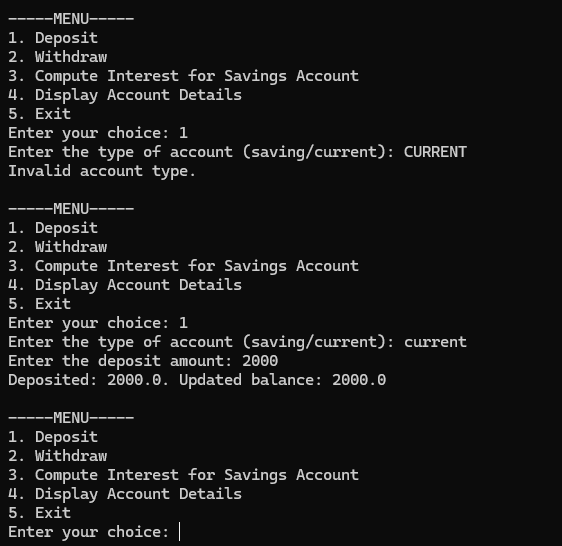 -----MENU-----
1. Deposit
2. Withdraw
3. Compute Interest for Savings Account
4. Display Account Details
5. Exit
Enter your choice: 1
Enter the type of account (saving/current): CURRENT
Invalid account type.

-----MENU-----
1. Deposit
2. Withdraw
3. Compute Interest for Savings Account
4. Display Account Details
5. Exit
Enter your choice: 1
Enter the type of account (saving/current): current
Enter the deposit amount: 2000
Deposited: 2000.0. Updated balance: 2000.0

-----MENU-----
1. Deposit
2. Withdraw
3. Compute Interest for Savings Account
4. Display Account Details
5. Exit
Enter your choice: